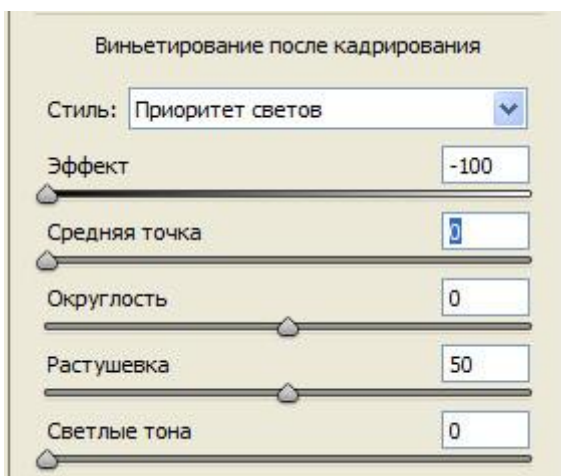 Виньетирование после кадрирования
Стиль: Приоритет светов
Эффект -100
Средняя точка 0
Округлость 0
Растушевка 50
Светлые тона 0